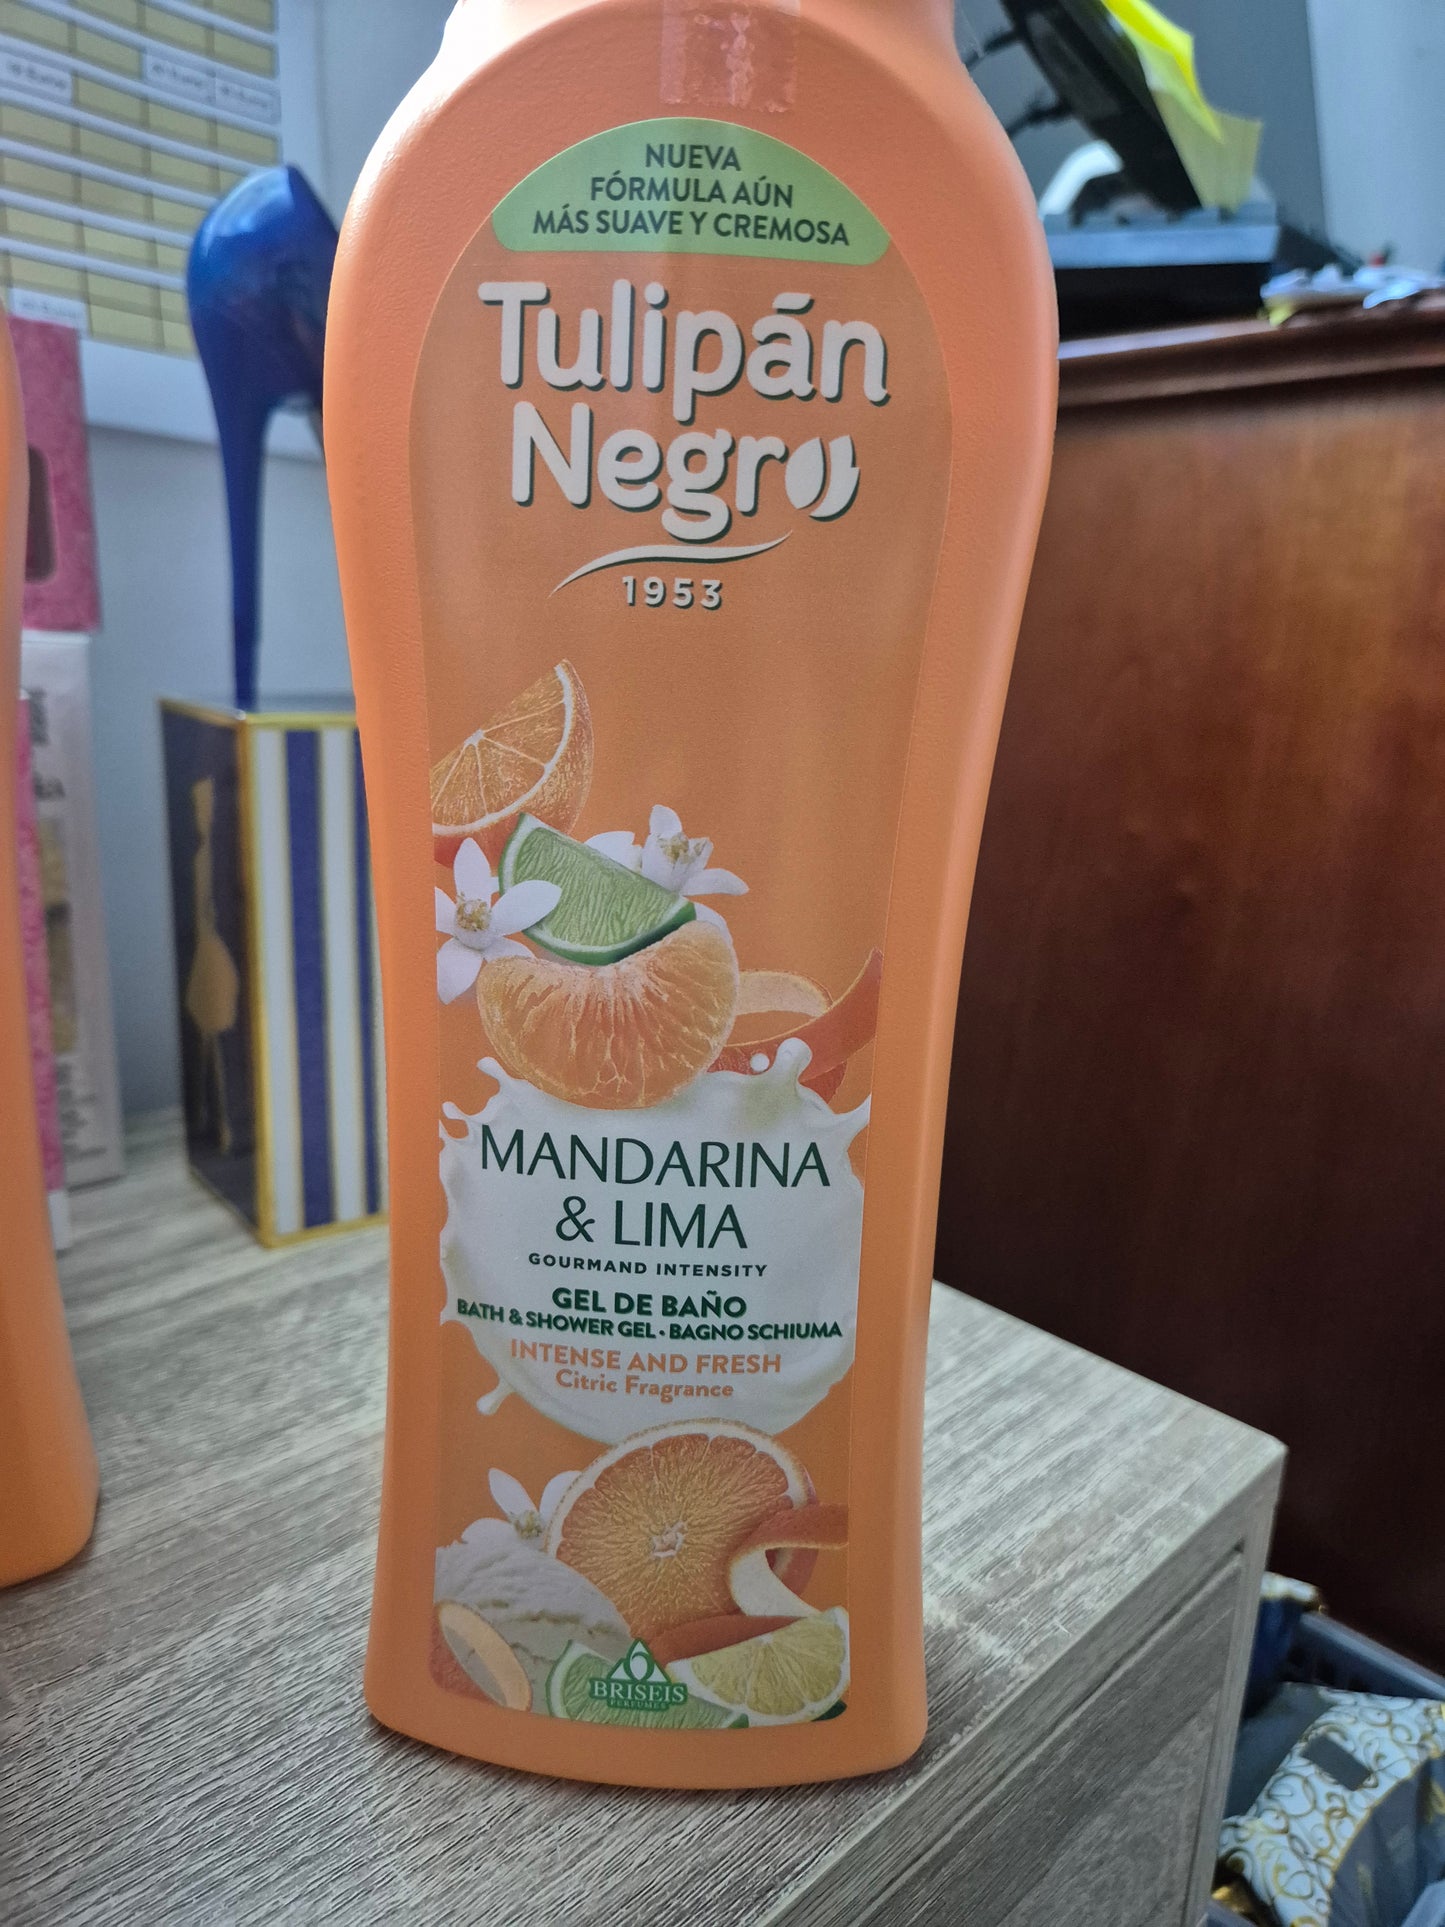 NUEVA
FÓRMULA AÚN
MÁS SUAVE Y CREMOSA
Tulipán
Negro
1953
MANDARINA
& LIMA
GOURMAND INTENSITY
GEL DE BAÑO
BATH & SHOWER GEL • BAGNO SCHIUMA
INTENSE AND FRESH
Citric Fragrance
BRISEIS
PERFUMES